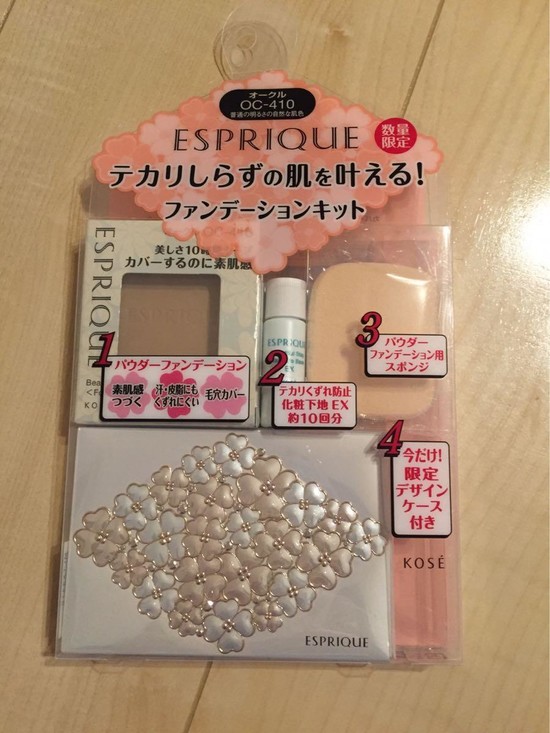 オークル
OC-410
普通の明るさの自然な肌色
ESPRIQUE
数量
限定
テカリしらずの肌を叶える!
ファンデーションキット
ESPRIQUE
美しさ10時
カバーするのに素肌感
1
パウダーファンデーション
素肌感
つづく
汗・皮脂にも
くずれにくい
毛穴カバー
ESPRIQUE
EX
2
テカリくずれ防止
化粧下地 EX
約10回分
3
パウダー
ファンデーション用
スポンジ
4
今だけ!
限定
デザイン
ケース
付き
KOSÉ
ESPRIQUE